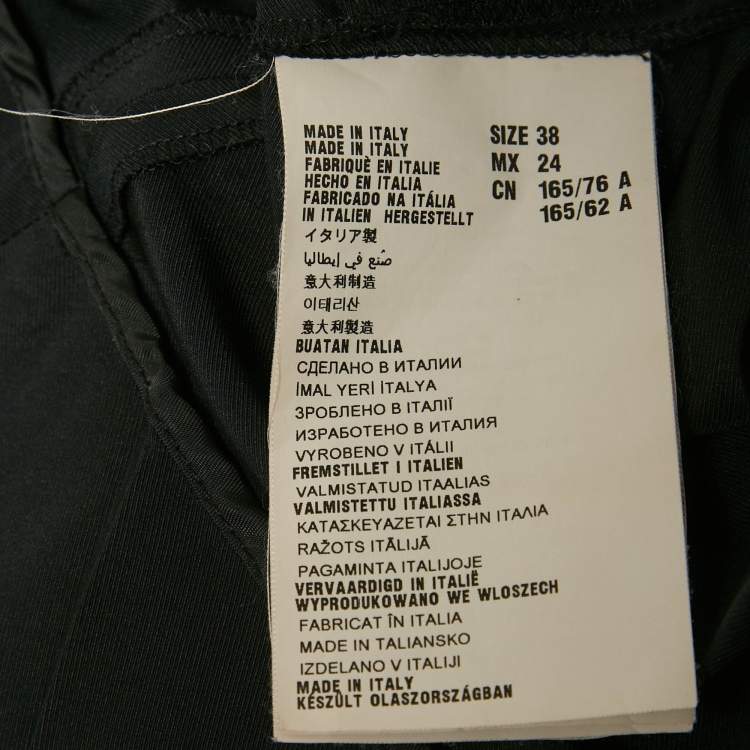 MADE IN ITALY
MADE IN ITALY
FABRIQUÈ EN ITALIE
HECHO EN ITALIA
FABRICADO NA ITÁLIA
IN ITALIEN HERGESTELLT
イタリア製
صُنع في إيطاليا
意大利制造
이테리산
意大利製造
BUATAN ITALIA
СДЕЛАНО В ИТАЛИИ
İMAL YERİ İTALYA
ЗРОБЛЕНО В ІТАЛІЇ
ИЗРАБОТЕНО В ИТАЛИЯ
VYROBENO V ITÁLII
FREMSTILLET I ITALIEN
VALMISTATUD ITAALIAS
VALMISTETTU ITALIASSA
ΚΑΤΑΣΚΕΥΑΖΕΤΑΙ ΣΤΗΝ ΙΤΑΛΙΑ
RAŽOTS ITĀLIJĀ
PAGAMINTA ITALIJOJE
VERVAARDIGD IN ITALIË
WYPRODUKOWANO WE WLOSZECH
FABRICAT ÎN ITALIA
MADE IN TALIANSKO
IZDELANO V ITALIJI
MADE IN ITALY
KÉSZÜLT OLASZORSZÁGBAN
SIZE 38
MX 24
CN 165/76 A
165/62 A